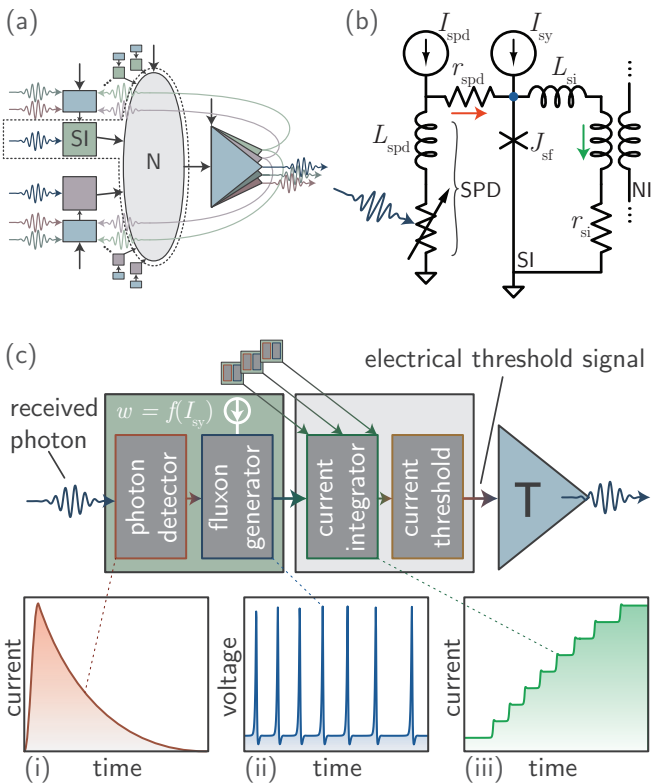 (a)
SI
N
(b)
I_spd
I_sy
r_spd
L_si
L_spd
J_sf
SPD
NI
r_si
SI
(c)
electrical threshold signal
received
photon
w = f(I_sy)
photon
detector
fluxon
generator
current
integrator
current
threshold
T
current
(i)
time
voltage
(ii)
time
current
(iii)
time